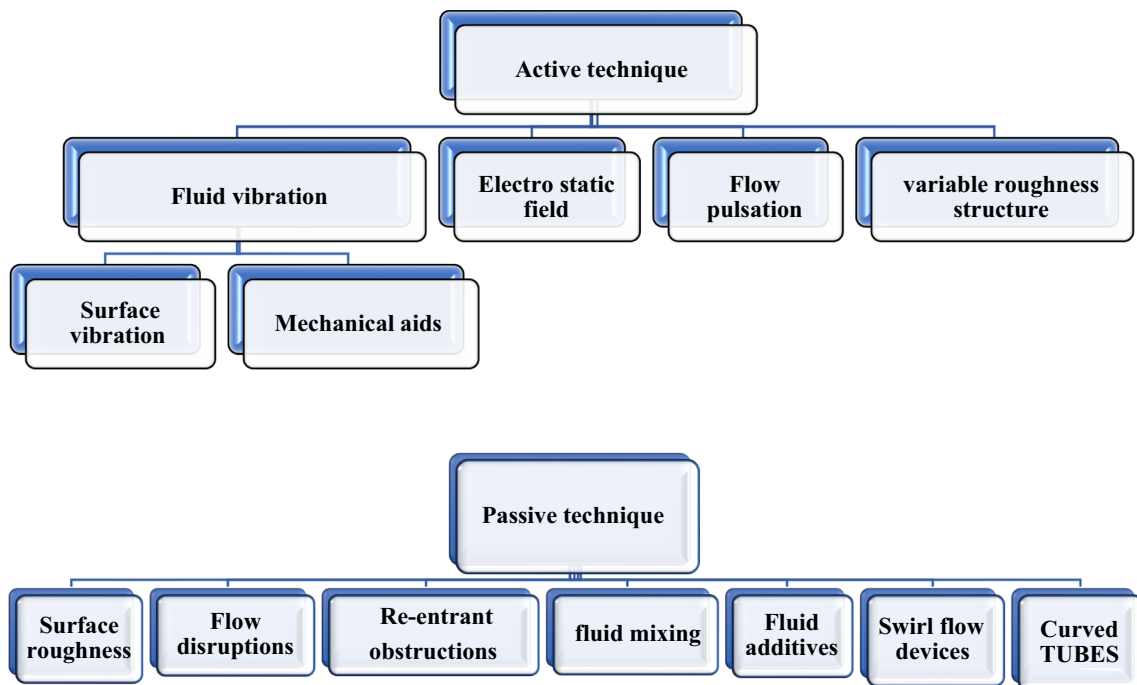 Active technique
Fluid vibration
Electro static
field
Flow
pulsation
variable roughness
structure
Surface
vibration
Mechanical aids
Passive technique
Surface
roughness
Flow
disruptions
Re-entrant
obstructions
fluid mixing
Fluid
additives
Swirl flow
devices
Curved
TUBES